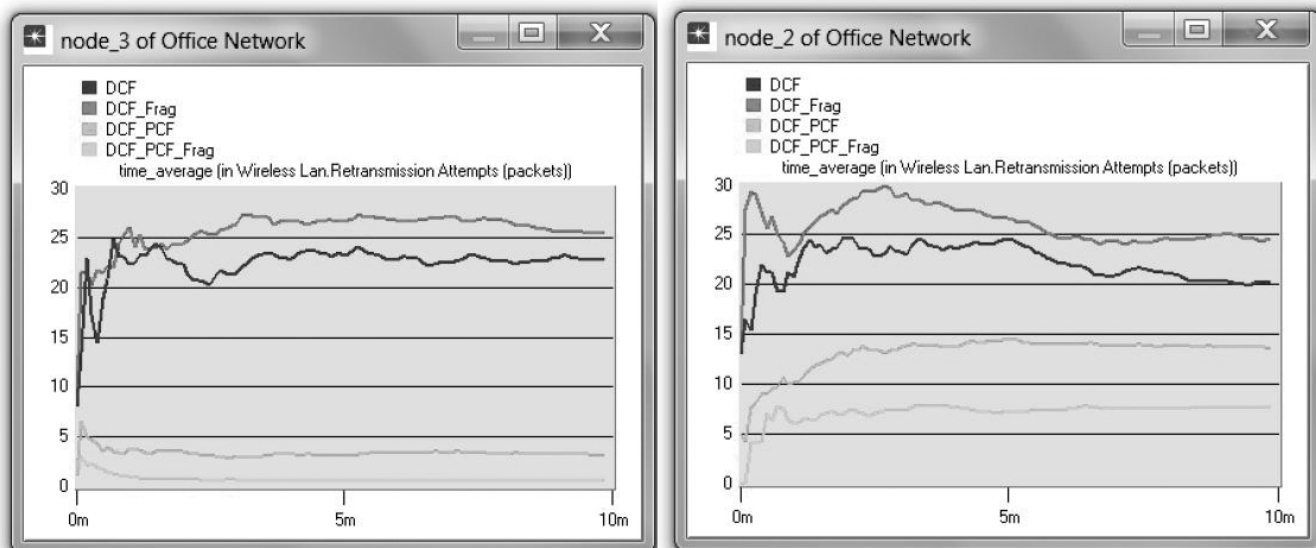 node_3 of Office Network
DCF
DCF_Frag
DCF_PCF
DCF_PCF_Frag
time_average (in Wireless Lan.Retransmission Attempts (packets))
30
25
20
15
10
5
0
0m
5m
10m
node_2 of Office Network
DCF
DCF_Frag
DCF_PCF
DCF_PCF_Frag
time_average (in Wireless Lan.Retransmission Attempts (packets))
30
25
20
15
10
5
0
0m
5m
10m